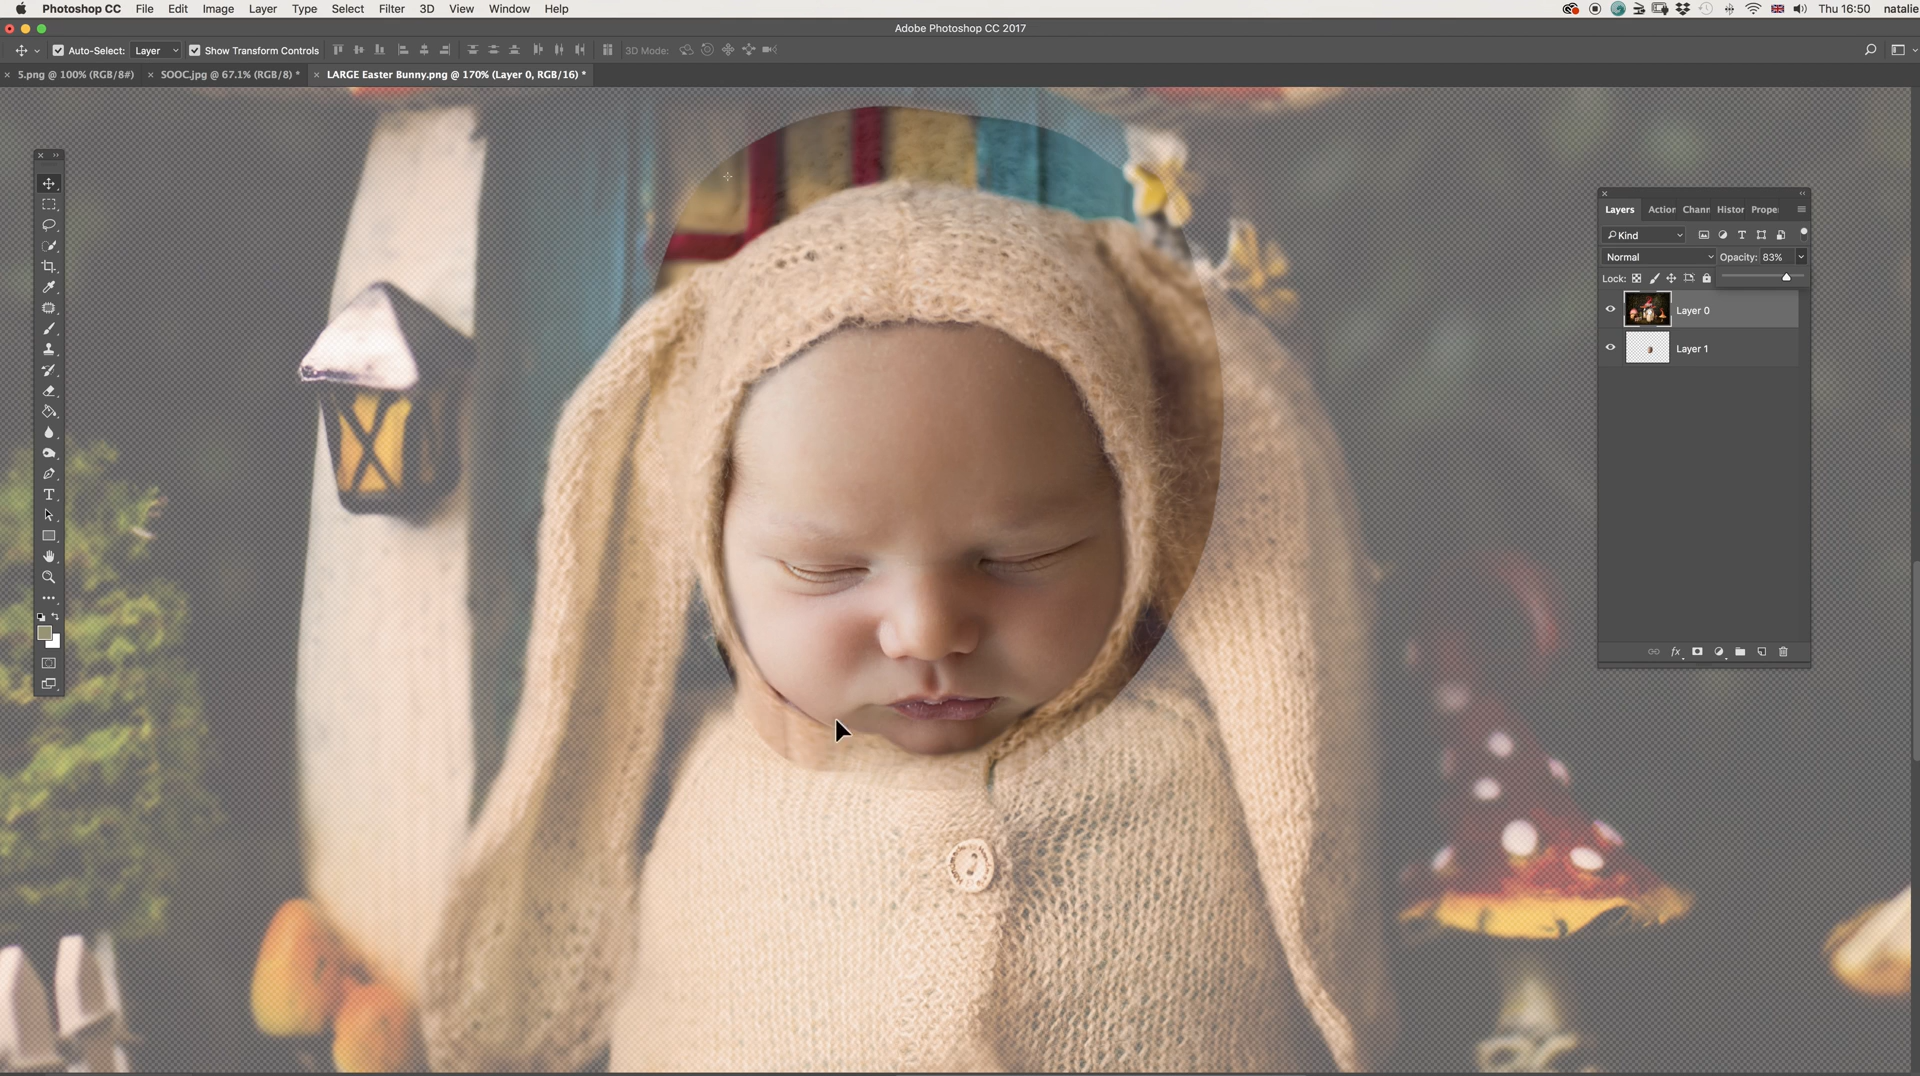 Photoshop CC File Edit Image Layer Type Select Filter 3D View Window Help Thu 16:50 natalie
Adobe Photoshop CC 2017
Auto-Select: Layer Show Transform Controls 3D Mode:
5.png @ 100% (RGB/8#) SOOC.jpg @ 67.1% (RGB/8) * LARGE Easter Bunny.png @ 170% (Layer 0, RGB/16) *
Layers Action Chann Histor Prope
Kind
Normal Opacity: 83%
Lock:
Layer 0
Layer 1